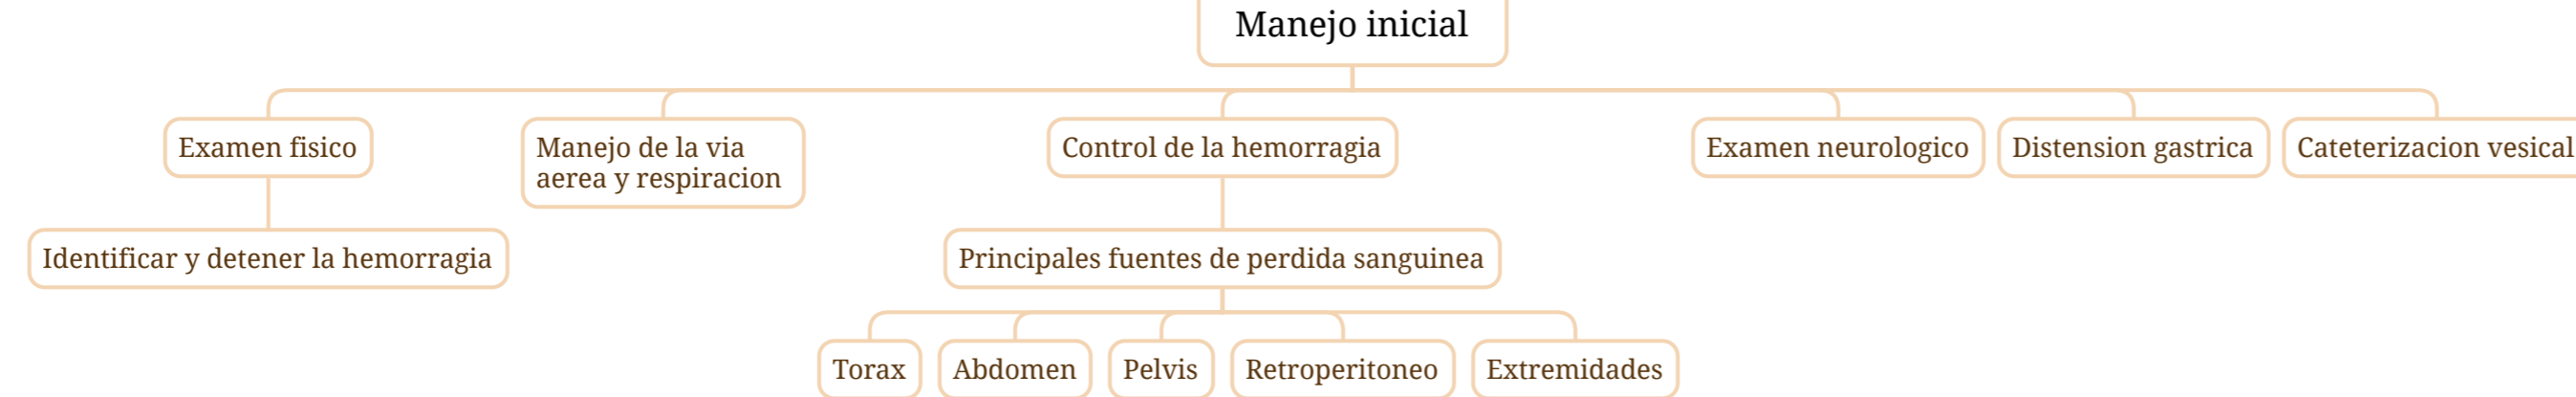 Manejo inicial
Examen fisico
Manejo de la via
aerea y respiracion
Control de la hemorragia
Examen neurologico
Distension gastrica
Cateterizacion vesical
Identificar y detener la hemorragia
Principales fuentes de perdida sanguinea
Torax
Abdomen
Pelvis
Retroperitoneo
Extremidades